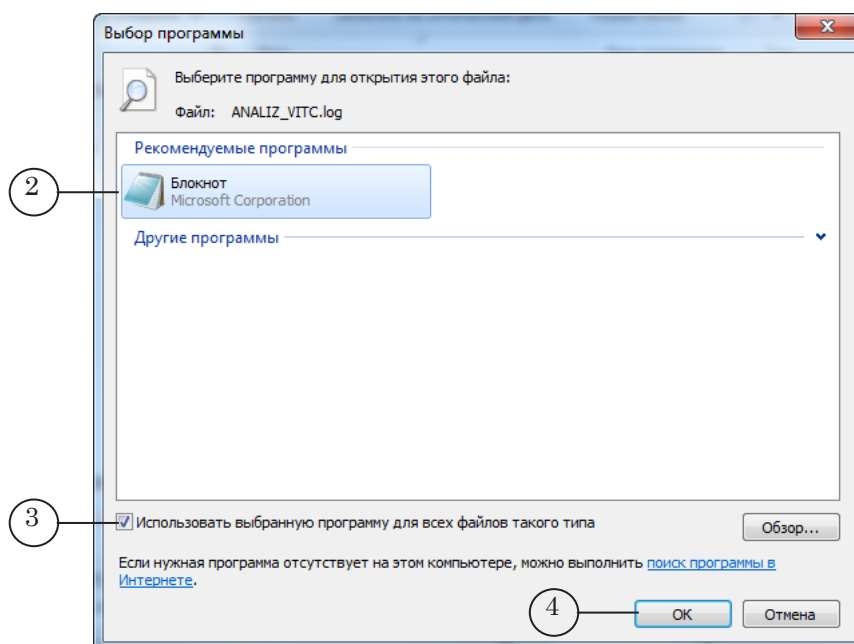 Выбор программы
Выберите программу для открытия этого файла:
Файл: ANALIZ_VITC.log
Рекомендуемые программы
2
Блокнот
Microsoft Corporation
Другие программы
3
Использовать выбранную программу для всех файлов такого типа
Обзор...
Если нужная программа отсутствует на этом компьютере, можно выполнить поиск программы в
Интернете.
4
ОК
Отмена